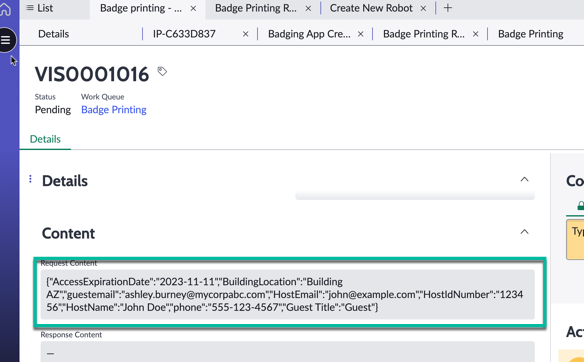 List
Badge printing - ...
Badge Printing R...
Create New Robot
Details
IP-C633D837
Badging App Cre...
Badge Printing R...
Badge Printing
VIS0001016
Status
Work Queue
Pending
Badge Printing
Details
Details
Co
Content
Typ
Request Content
{"AccessExpirationDate":"2023-11-11","BuildingLocation":"Building
AZ","guestemail":"ashley.burney@mycorpabc.com","HostEmail":"john@example.com","HostIdNumber":"1234
56","HostName":"John Doe","phone":"555-123-4567","Guest Title":"Guest"}
Response Content
—
Act